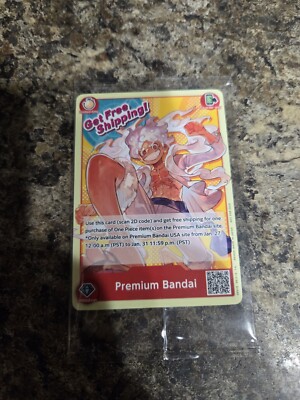 Get Free
Shipping!
Use this card (scan 2D code) and get free shipping for one
purchase of One Piece item(s) on the Premium Bandai site.
*Only available on Premium Bandai USA site from Jan. 27
12:00 a.m (PST) to Jan. 31 11:59 p.m. (PST)
Premium Bandai